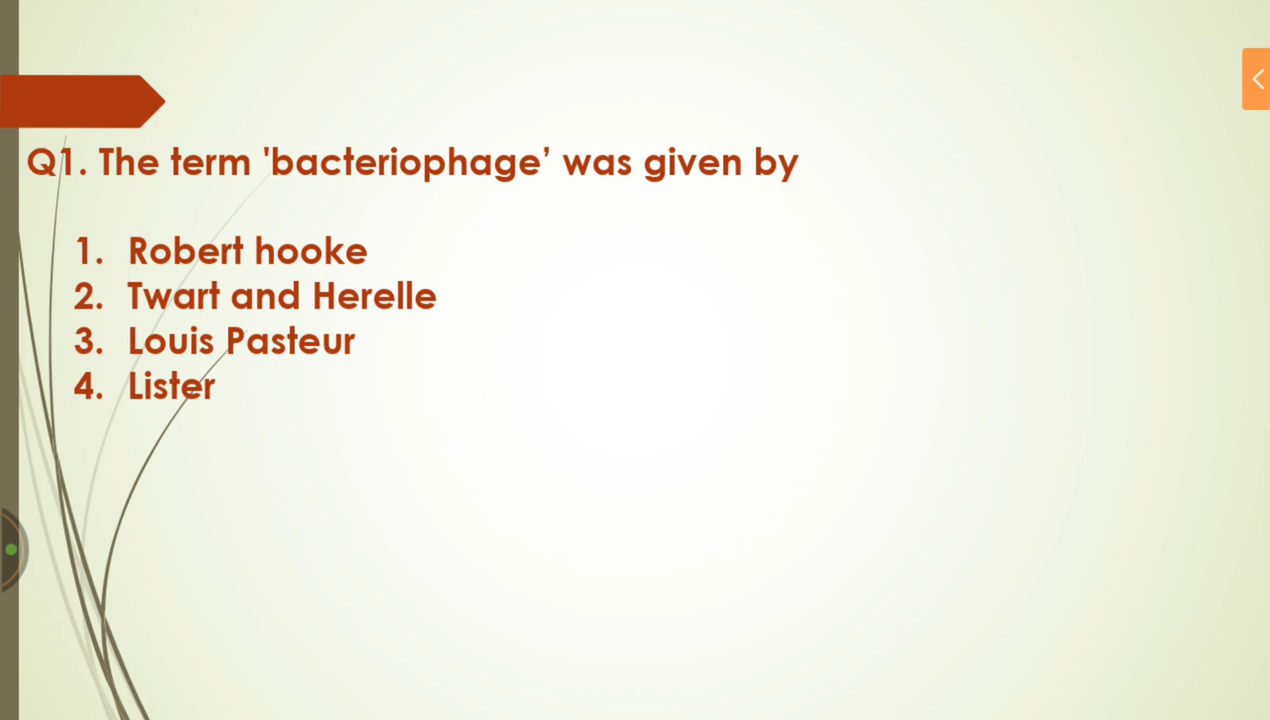 Q1. The term 'bacteriophage’ was given by
1. Robert hooke
2. Twart and Herelle
3. Louis Pasteur
4. Lister